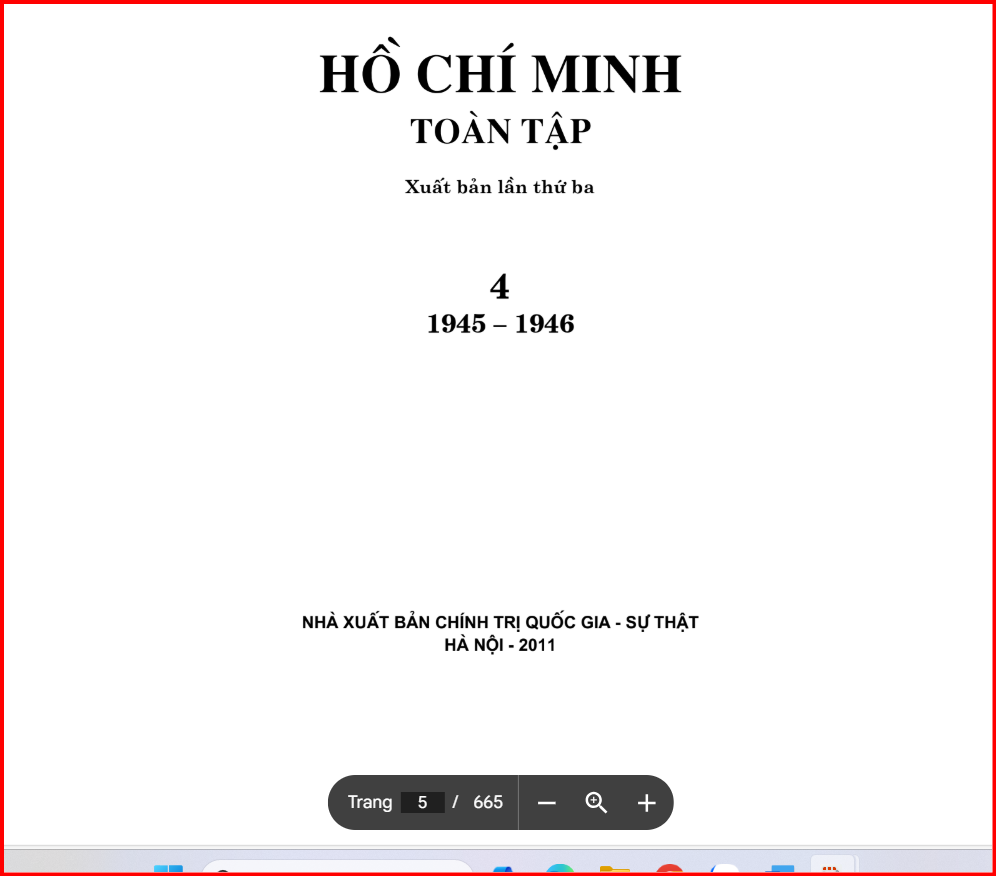 HỒ CHÍ MINH
TOÀN TẬP
Xuất bản lần thứ ba
4
1945 – 1946
NHÀ XUẤT BẢN CHÍNH TRỊ QUỐC GIA - SỰ THẬT
HÀ NỘI - 2011
Trang 5 / 665